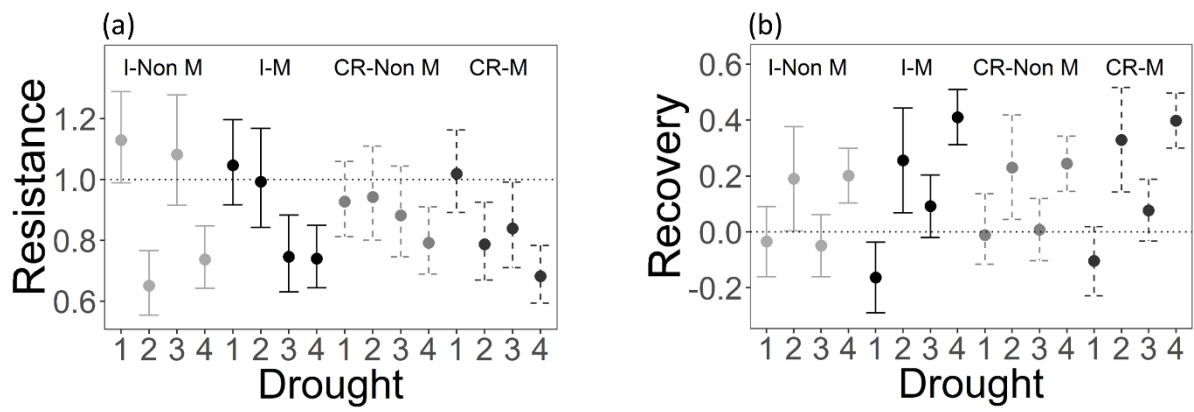 (a)
I-Non M I-M CR-Non M CR-M
Resistance
1.2
1.0
0.8
0.6
1 2 3 4 1 2 3 4 1 2 3 4 1 2 3 4
Drought
(b)
I-Non M I-M CR-Non M CR-M
Recovery
0.6
0.4
0.2
0.0
-0.2
1 2 3 4 1 2 3 4 1 2 3 4 1 2 3 4
Drought